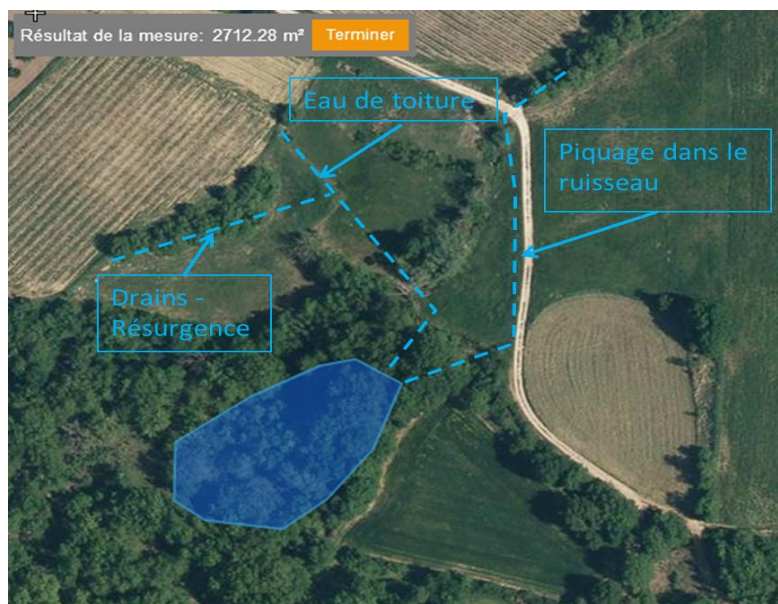 Résultat de la mesure: 2712.28 m² Terminer
Eau de toiture
Piquage dans le
ruisseau
Drains -
Résurgence